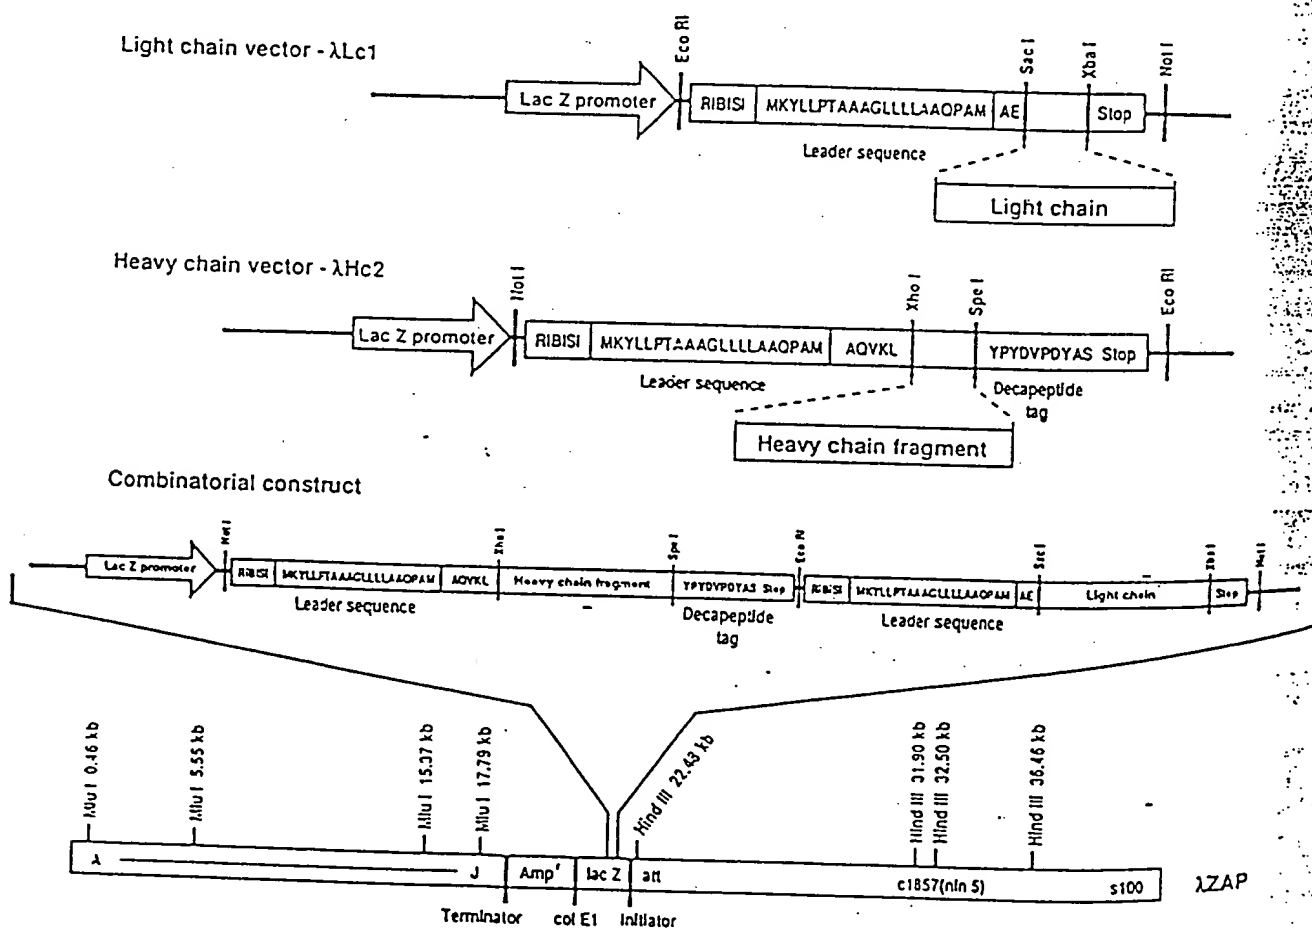 Light chain vector - λLc1
Eco RI
Sac I
Xba I
Not I
Lac Z promoter
RIBISI
MKYLLPTAAAGLLLLAAQPAM
AE
Stop
Leader sequence
Light chain
Heavy chain vector - λHc2
Not I
Xho I
Spe I
Eco RI
Lac Z promoter
RIBISI
MKYLLPTAAAGLLLLAAQPAM
AQVKL
YPYDVPDYAS Stop
Leader sequence
Decapeptide
tag
Heavy chain fragment
Combinatorial construct
Not I
Xho I
Spe I
Eco RI
Sac I
Xba I
Not I
Lac Z promoter
RIBISI
MKYLLPTAAAGLLLLAAQPAM
AQVKL
Heavy chain fragment
YPYDVPDYAS Stop
RIBISI
MKYLLPTAAAGLLLLAAQPAM
AE
Light chain
Stop
Leader sequence
Decapeptide
tag
Leader sequence
Mlu I 0.46 kb
Mlu I 5.55 kb
Mlu I 15.37 kb
Mlu I 17.79 kb
Hind III 22.43 kb
Hind III 31.90 kb
Hind III 32.50 kb
Hind III 36.46 kb
λ
J
Amp r
lac Z
att
c1857(nin 5)
s100
λZAP
Terminator
col E1
Initiator